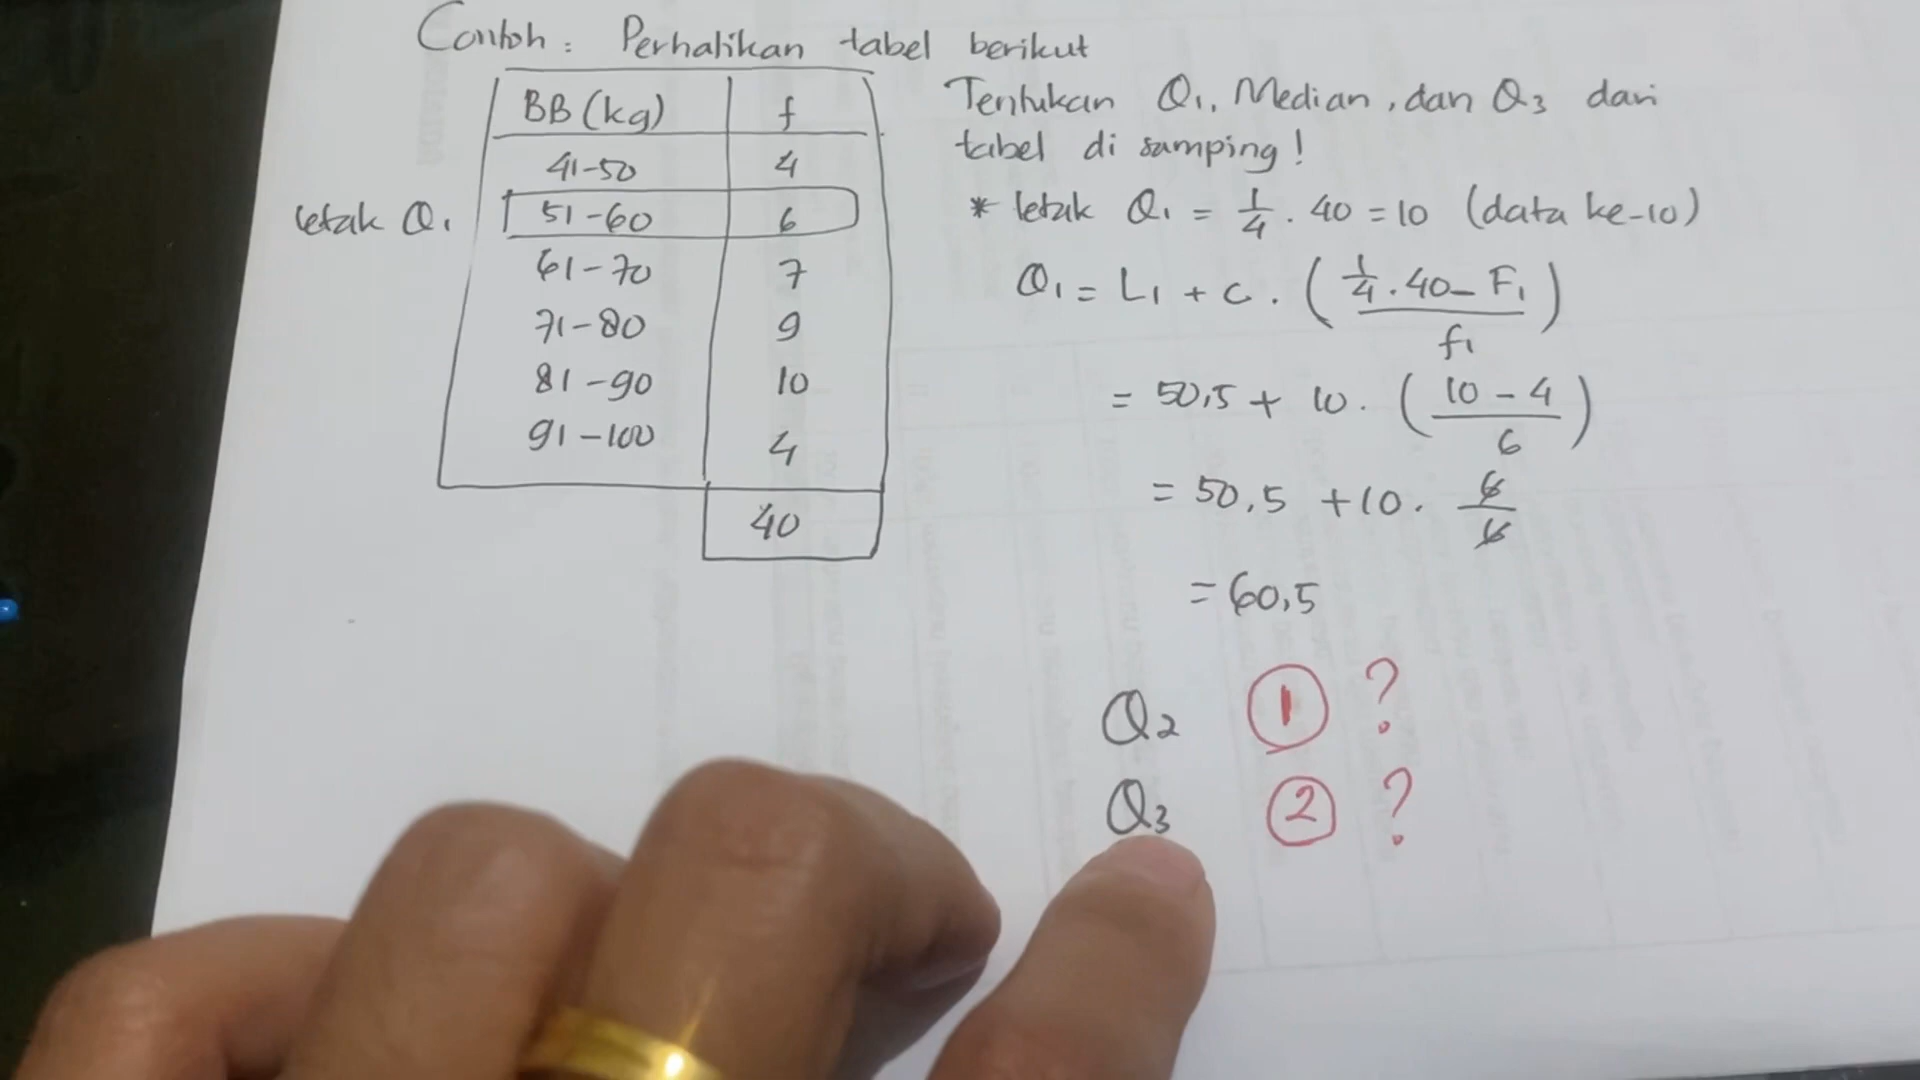 Contoh : Perhatikan tabel berikut
BB (kg) f
41-50 4
51-60 6
61-70 7
71-80 9
81-90 10
91-100 4
40
letak Q₁
Tentukan Q₁, Median, dan Q₃ dari
tabel di samping!
* letak Q₁ = 1/4 . 40 = 10 (data ke-10)
Q₁ = L₁ + c . (1/4 . 40 - F₁ / f₁)
= 50,5 + 10 . (10 - 4 / 6)
= 50,5 + 10 . 6/6
= 60,5
Q₂ ① ?
Q₃ ② ?